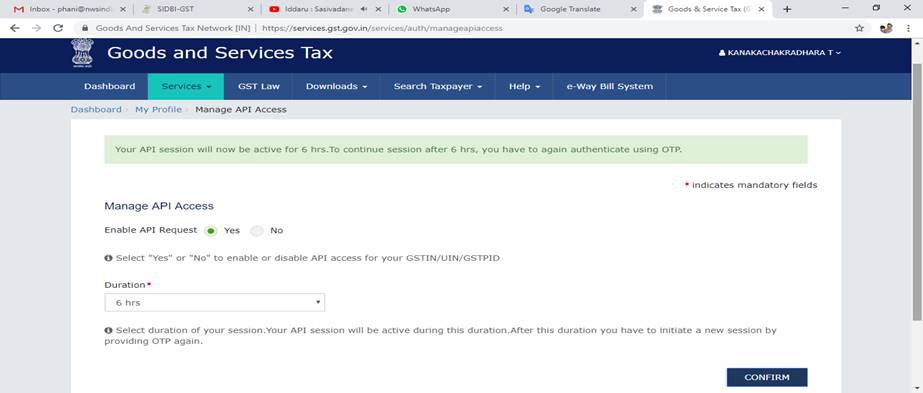 Inbox - phani@nwsindi
SIDBI-GST
Iddaru : Sasivadane
WhatsApp
Google Translate
Goods & Service Tax (G
Goods And Services Tax Network [IN] | https://services.gst.gov.in/services/auth/manageapiaccess
Goods and Services Tax
KANAKACHAKRADHARA T
Dashboard Services GST Law Downloads Search Taxpayer Help e-Way Bill System
Dashboard › My Profile › Manage API Access
Your API session will now be active for 6 hrs.To continue session after 6 hrs, you have to again authenticate using OTP.
* indicates mandatory fields
Manage API Access
Enable API Request Yes No
Select "Yes" or "No" to enable or disable API access for your GSTIN/UIN/GSTPID
Duration*
6 hrs
Select duration of your session.Your API session will be active during this duration.After this duration you have to initiate a new session by
providing OTP again.
CONFIRM